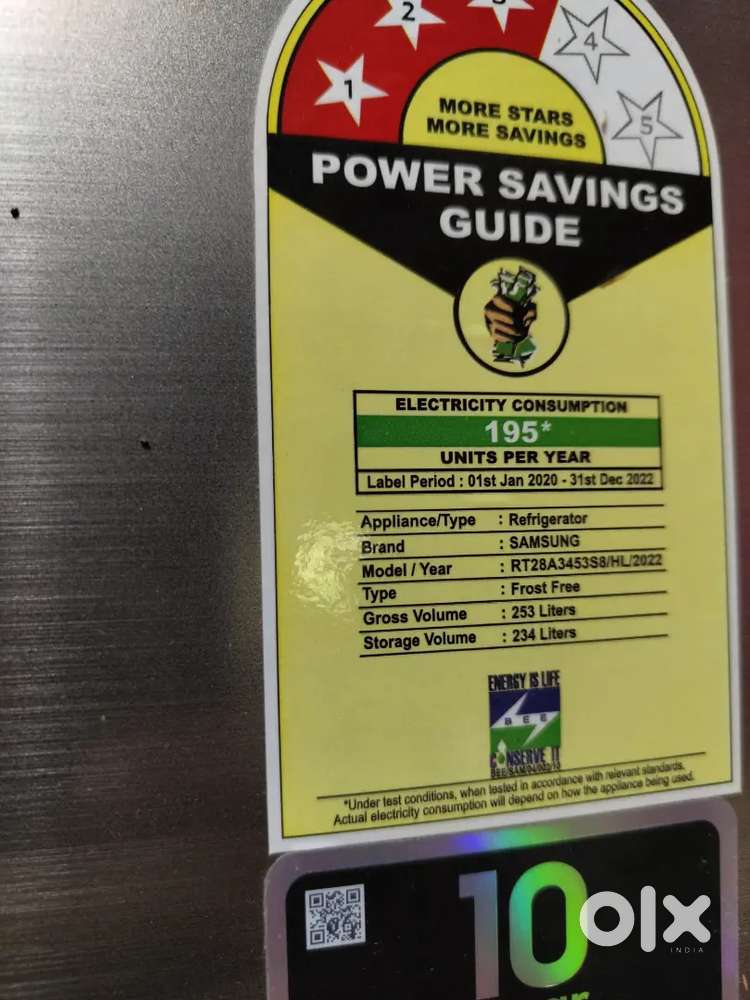 1
2
3
4
5
MORE STARS
MORE SAVINGS
POWER SAVINGS
GUIDE
ELECTRICITY CONSUMPTION
195*
UNITS PER YEAR
Label Period : 01st Jan 2020 - 31st Dec 2022
Appliance/Type : Refrigerator
Brand : SAMSUNG
Model / Year : RT28A3453S8/HL/2022
Type : Frost Free
Gross Volume : 253 Liters
Storage Volume : 234 Liters
ENERGY IS LIFE
BEE
CONSERVE IT
*Under test conditions, when tested in accordance with relevant standards.
Actual electricity consumption will depend on how the appliance being used.
10
olx
INDIA